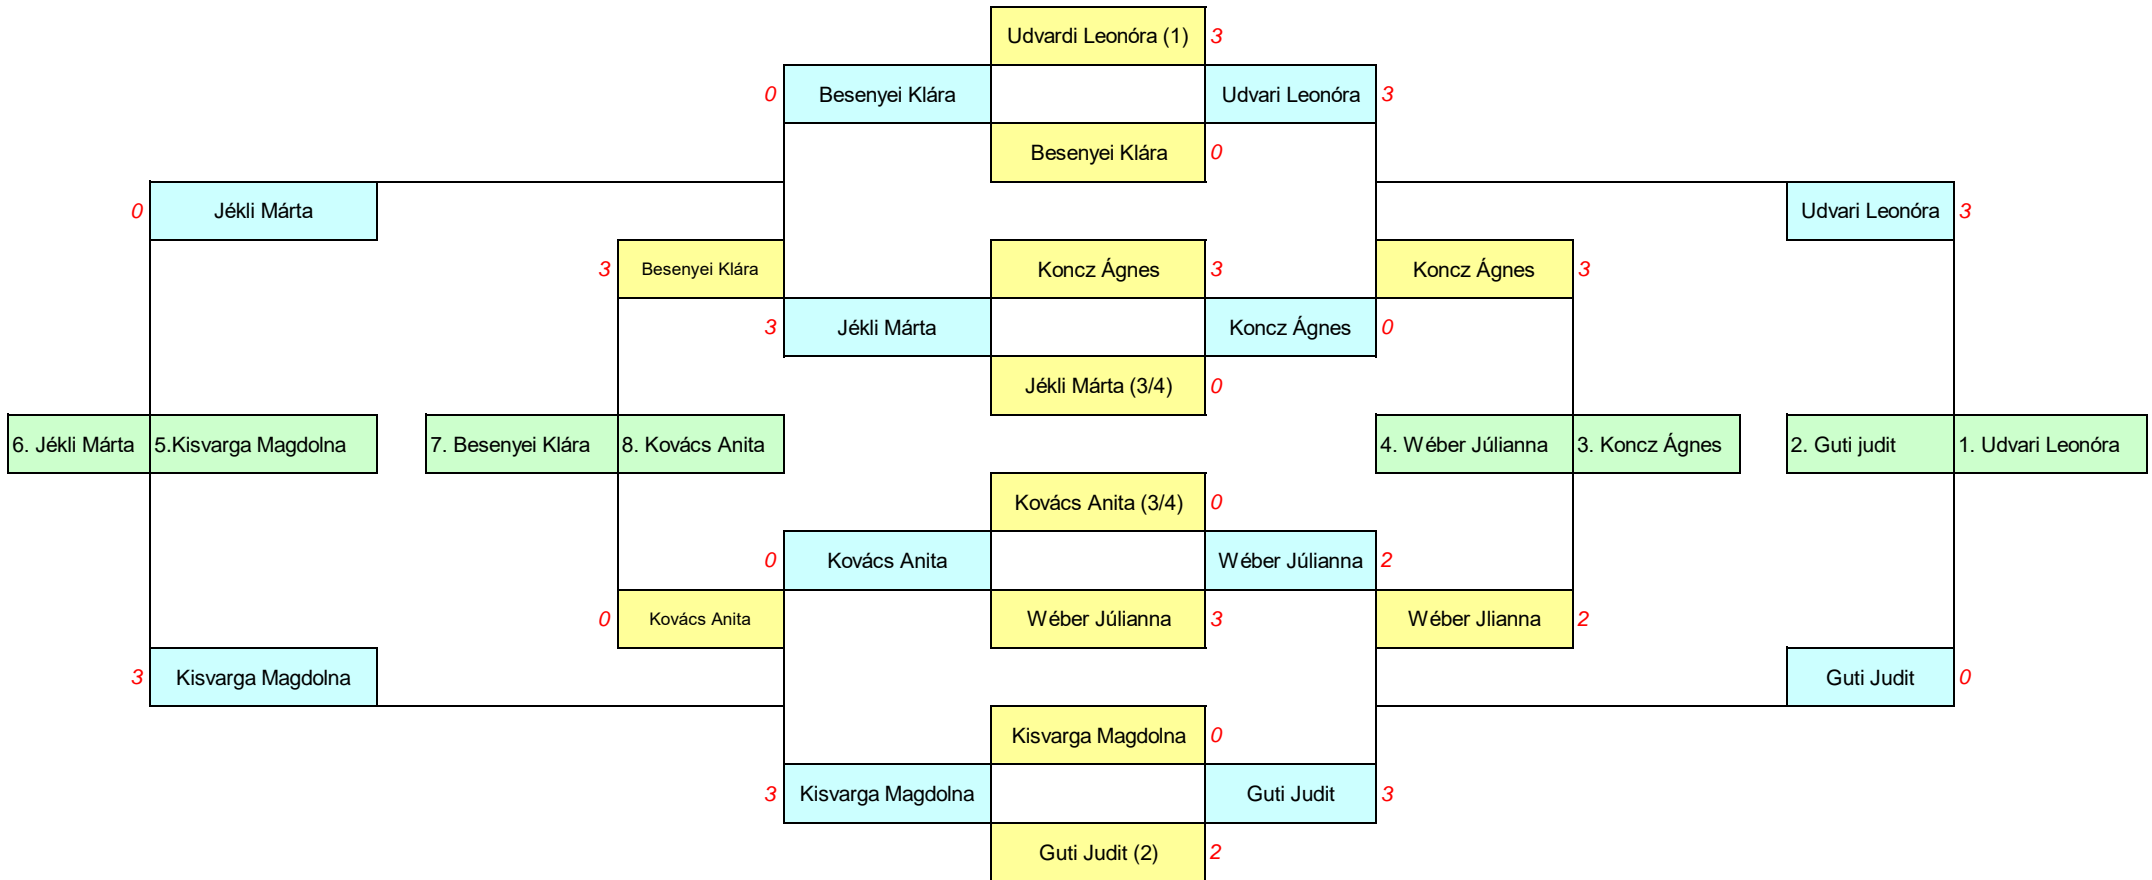 Udvardi Leonóra (1) 3
0 Besenyei Klára Udvari Leonóra 3
Besenyei Klára 0
0 Jékli Márta Udvari Leonóra 3
3 Besenyei Klára Koncz Ágnes 3 Koncz Ágnes 3
3 Jékli Márta Koncz Ágnes 0
Jékli Márta (3/4) 0
6. Jékli Márta 5.Kisvarga Magdolna 7. Besenyei Klára 8. Kovács Anita 4. Wéber Júlianna 3. Koncz Ágnes 2. Guti judit 1. Udvari Leonóra
Kovács Anita (3/4) 0
0 Kovács Anita Wéber Júlianna 2
0 Kovács Anita Wéber Júlianna 3 Wéber Jlianna 2
3 Kisvarga Magdolna Guti Judit 0
Kisvarga Magdolna 0
3 Kisvarga Magdolna Guti Judit 3
Guti Judit (2) 2